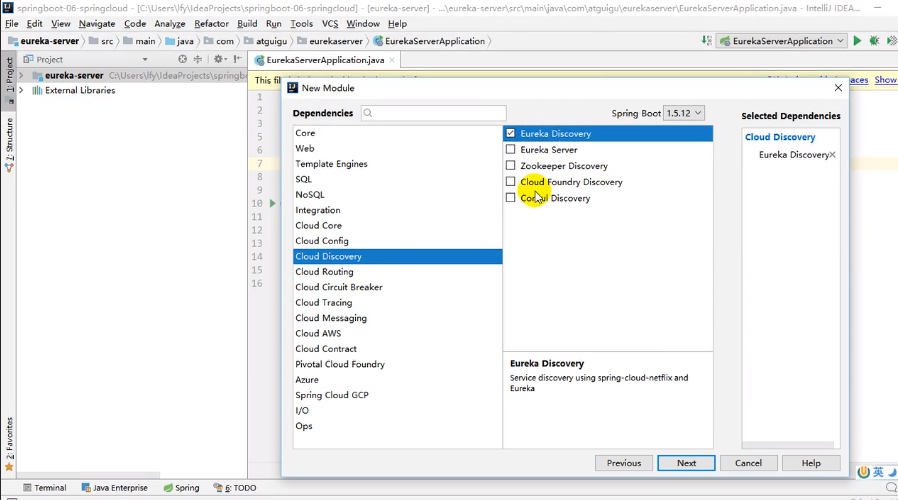 springboot-06-springcloud - [C:\Users\lfy\IdeaProjects\springboot-06-springcloud] - [eureka-server] - ...\eureka-server\src\main\java\com\atguigu\eurekaserver\EurekaServerApplication.java - IntelliJ IDEA...
File Edit View Navigate Code Analyze Refactor Build Run Tools VCS Window Help
eureka-server src main java com atguigu eurekaserver EurekaServerApplication EurekaServerApplication
Project EurekaServerApplication.java
eureka-server C:\Users\lfy\IdeaProjects\springbo
External Libraries
This fil
Show
1
2
3
4
5
6
7
8
9
10
11
12
13
14
15
16
1: Project
7: Structure
2: Favorites
New Module
Dependencies
Spring Boot 1.5.12
Selected Dependencies
Core
Web
Template Engines
SQL
NoSQL
Integration
Cloud Core
Cloud Config
Cloud Discovery
Cloud Routing
Cloud Circuit Breaker
Cloud Tracing
Cloud Messaging
Cloud AWS
Cloud Contract
Pivotal Cloud Foundry
Azure
Spring Cloud GCP
I/O
Ops
Eureka Discovery
Eureka Server
Zookeeper Discovery
Cloud Foundry Discovery
Consul Discovery
Eureka Discovery
Service discovery using spring-cloud-netflix and
Eureka
Cloud Discovery
Eureka Discovery
Previous Next Cancel Help
英
Terminal Java Enterprise Spring 6: TODO